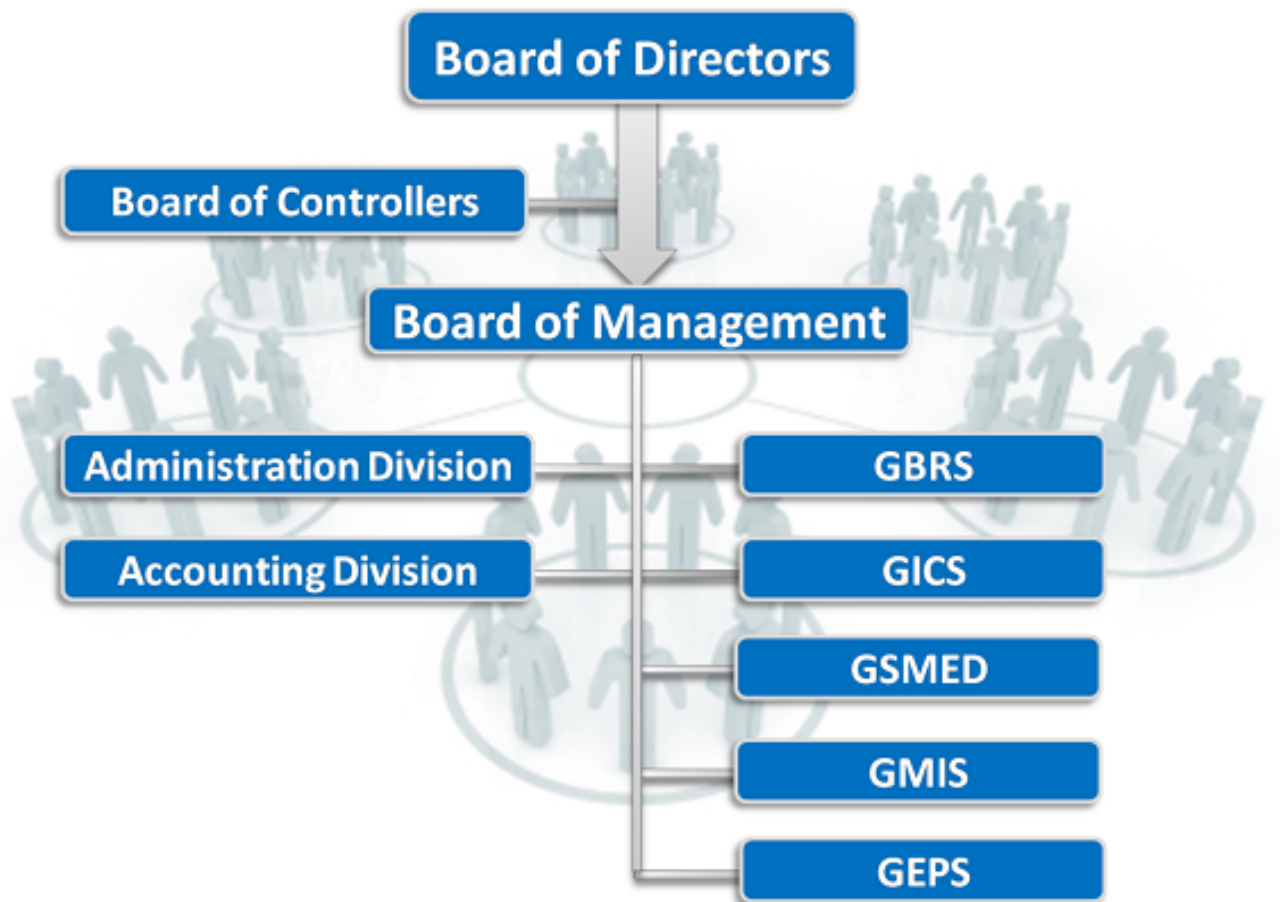 Board of Directors
Board of Controllers
Board of Management
Administration Division
GBRS
Accounting Division
GICS
GSMED
GMIS
GEPS